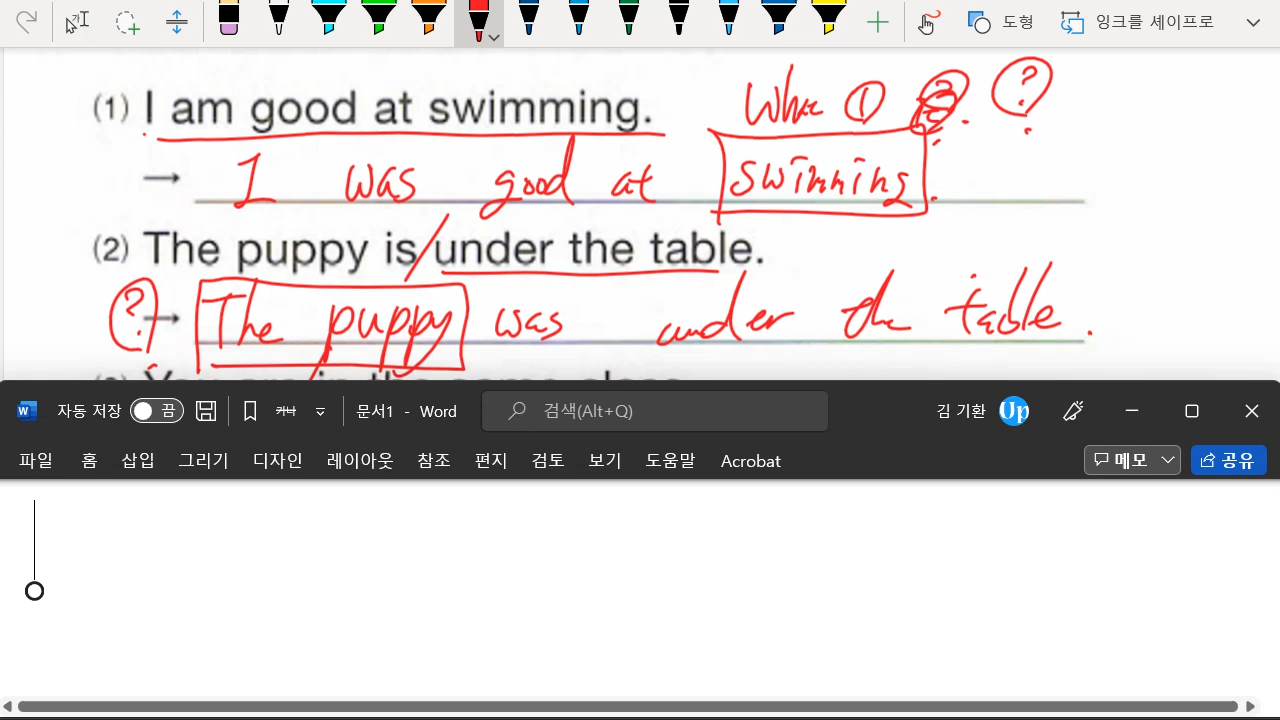 잉크를 셰이프로
도형
(1) I am good at swimming.
What ① ?
→ I was good at swimming.
(2) The puppy is / under the table.
? → The puppy was under the table.
자동 저장 끔
문서1 - Word
검색(Alt+Q)
김 기환
Up
파일 홈 삽입 그리기 디자인 레이아웃 참조 편지 검토 보기 도움말 Acrobat
메모
공유